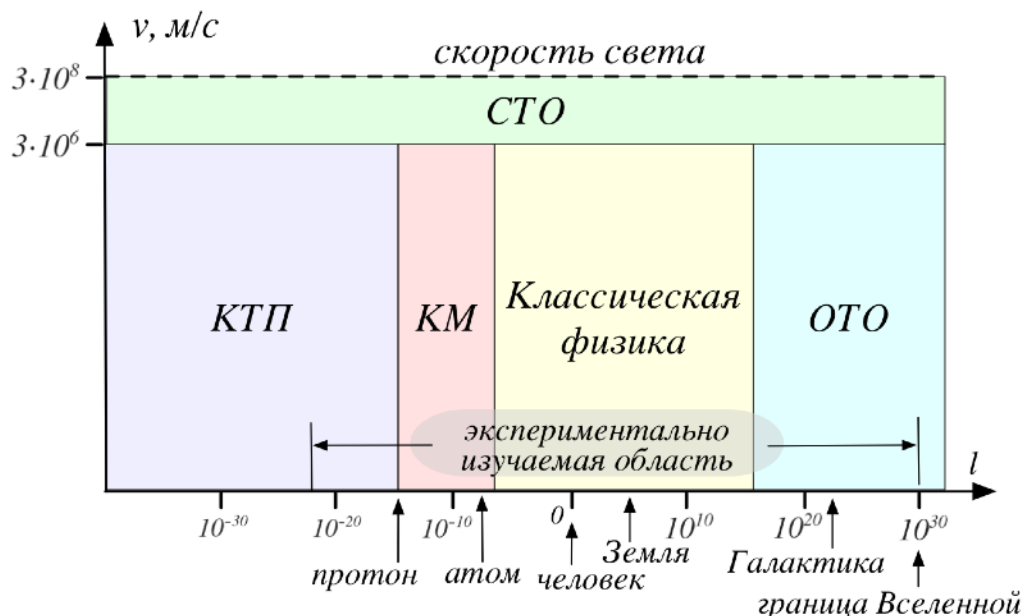 v, м/с
скорость света
3·10⁸
СТО
3·10⁶
КТП
КМ
Классическая
физика
ОТО
экспериментально
изучаемая область
l
10⁻³⁰
10⁻²⁰
10⁻¹⁰
0
10¹⁰
10²⁰
10³⁰
протон
атом
человек
Земля
Галактика
граница Вселенной